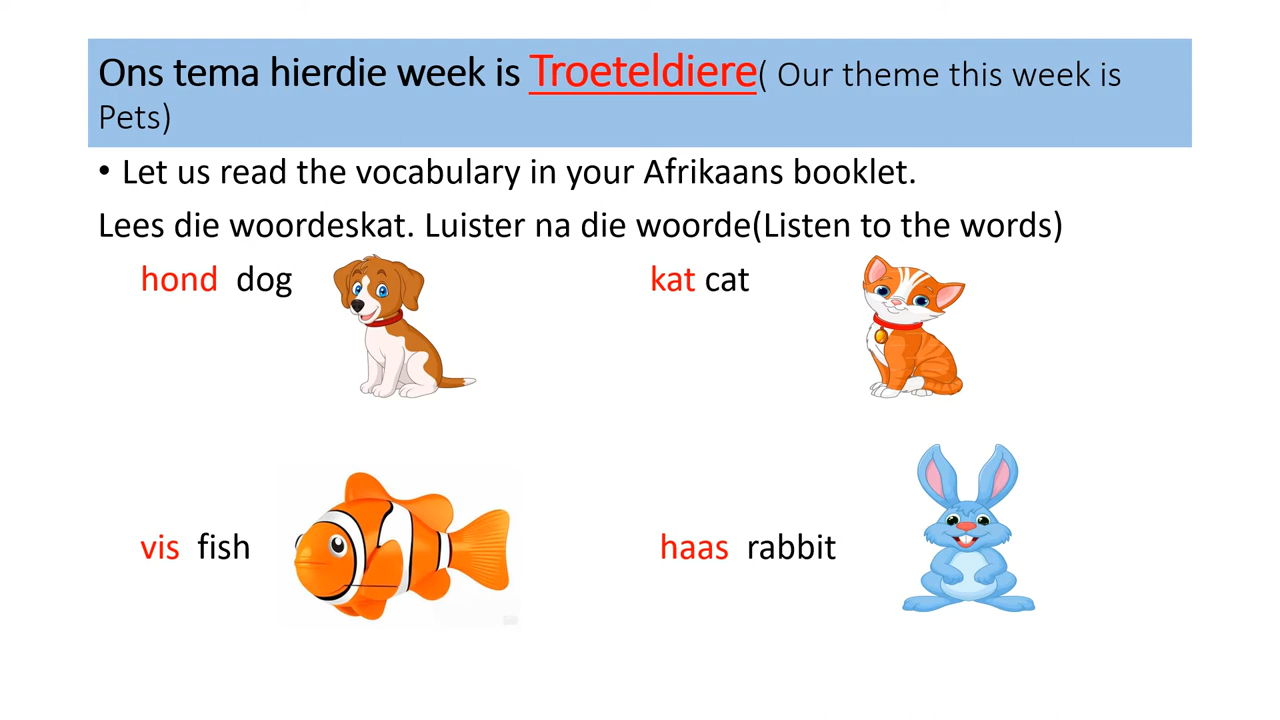 Ons tema hierdie week is Troeteldiere( Our theme this week is
Pets)
• Let us read the vocabulary in your Afrikaans booklet.
Lees die woordeskat. Luister na die woorde(Listen to the words)
hond dog
kat cat
vis fish
haas rabbit